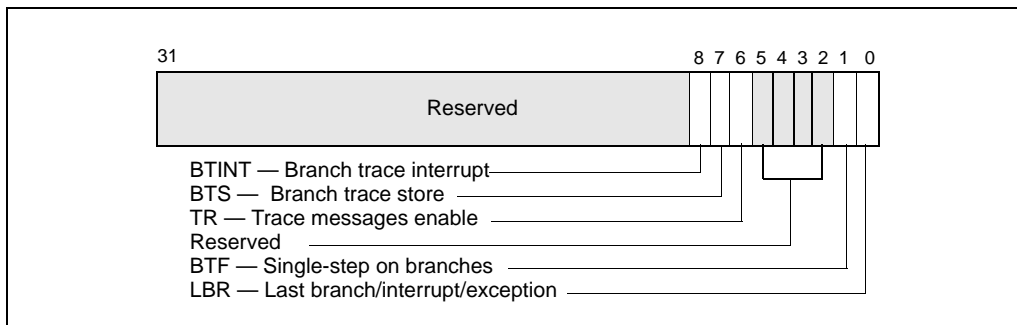 31 8 7 6 5 4 3 2 1 0
Reserved
BTINT — Branch trace interrupt
BTS — Branch trace store
TR — Trace messages enable
Reserved
BTF — Single-step on branches
LBR — Last branch/interrupt/exception